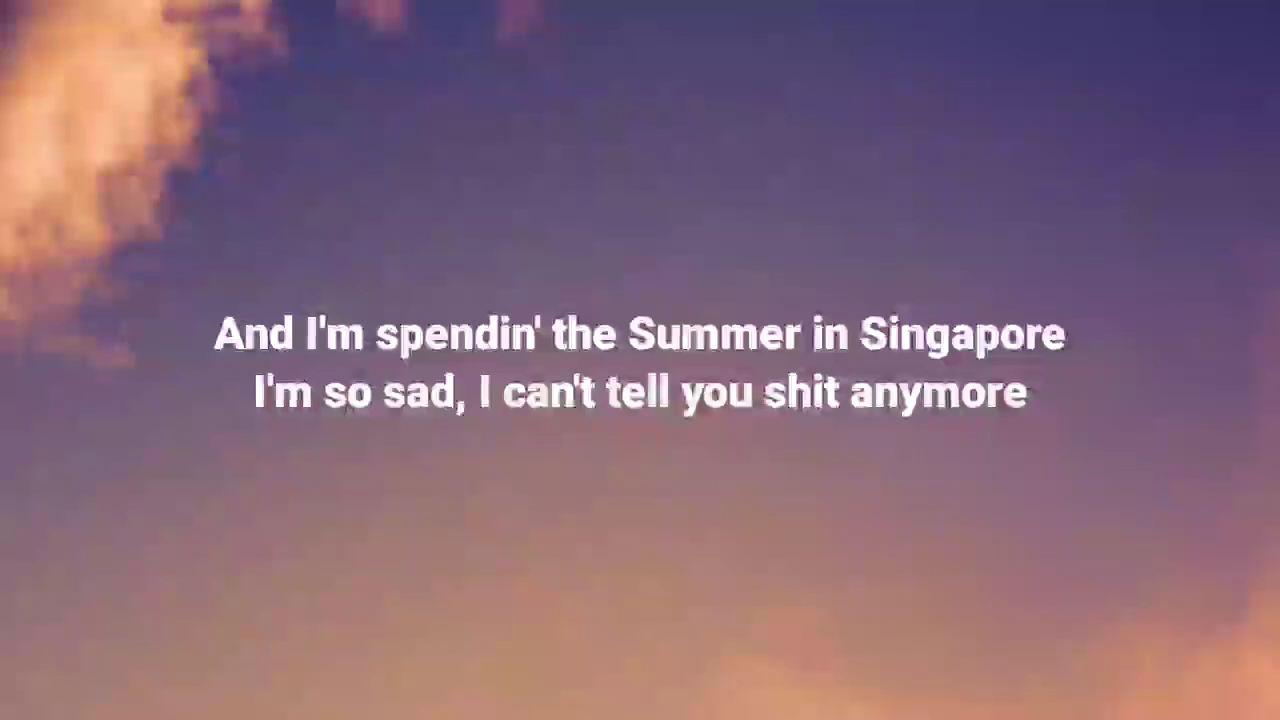 And I'm spendin' the Summer in Singapore
I'm so sad, I can't tell you shit anymore